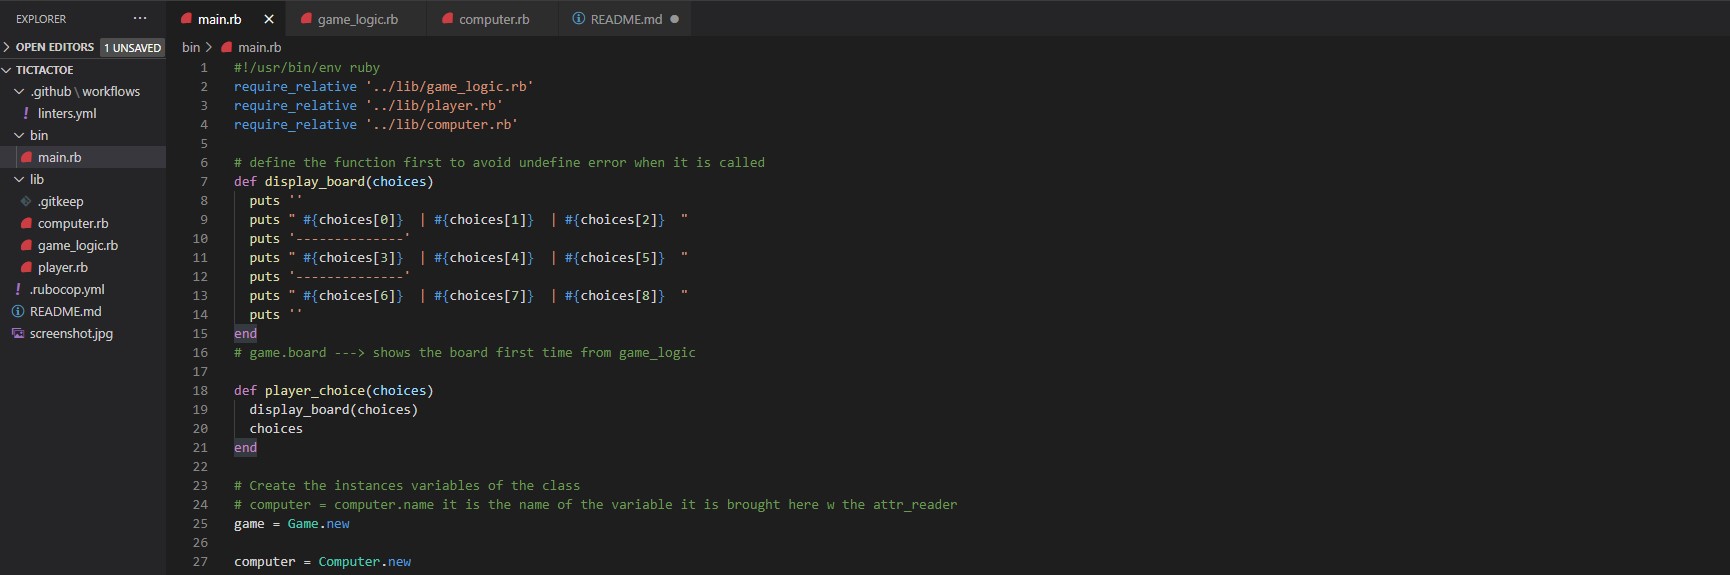 EXPLORER
···
OPEN EDITORS 1 UNSAVED
TICTACTOE
.github \ workflows
! linters.yml
bin
main.rb
lib
.gitkeep
computer.rb
game_logic.rb
player.rb
! .rubocop.yml
README.md
screenshot.jpg
main.rb × game_logic.rb computer.rb README.md ●
bin > main.rb
1 #!/usr/bin/env ruby
2 require_relative '../lib/game_logic.rb'
3 require_relative '../lib/player.rb'
4 require_relative '../lib/computer.rb'
5
6 # define the function first to avoid undefine error when it is called
7 def display_board(choices)
8   puts ''
9   puts " #{choices[0]}  | #{choices[1]}  | #{choices[2]}  "
10   puts '--------------'
11   puts " #{choices[3]}  | #{choices[4]}  | #{choices[5]}  "
12   puts '--------------'
13   puts " #{choices[6]}  | #{choices[7]}  | #{choices[8]}  "
14   puts ''
15 end
16 # game.board ---> shows the board first time from game_logic
17
18 def player_choice(choices)
19   display_board(choices)
20   choices
21 end
22
23 # Create the instances variables of the class
24 # computer = computer.name it is the name of the variable it is brought here w the attr_reader
25 game = Game.new
26
27 computer = Computer.new